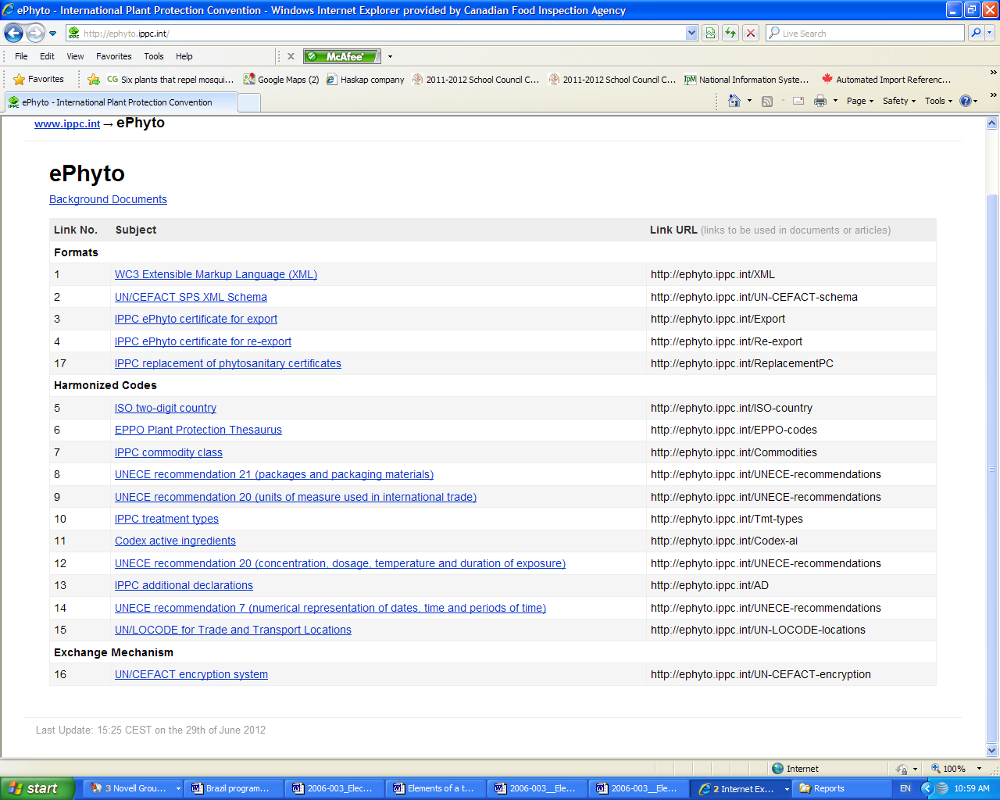 ePhyto - International Plant Protection Convention - Windows Internet Explorer provided by Canadian Food Inspection Agency
http://ephyto.ippc.int/
Live Search
File Edit View Favorites Tools Help
x McAfee
Favorites CG Six plants that repel mosqui... Google Maps (2) Haskap company 2011-2012 School Council C... 2011-2012 School Council C... IpM National Information Syste... Automated Import Referenc... »
IPPC ePhyto - International Plant Protection Convention
Page Safety Tools »
www.ippc.int → ePhyto
ePhyto
Background Documents
Link No. Subject Link URL (links to be used in documents or articles)
Formats
1 WC3 Extensible Markup Language (XML) http://ephyto.ippc.int/XML
2 UN/CEFACT SPS XML Schema http://ephyto.ippc.int/UN-CEFACT-schema
3 IPPC ePhyto certificate for export http://ephyto.ippc.int/Export
4 IPPC ePhyto certificate for re-export http://ephyto.ippc.int/Re-export
17 IPPC replacement of phytosanitary certificates http://ephyto.ippc.int/ReplacementPC
Harmonized Codes
5 ISO two-digit country http://ephyto.ippc.int/ISO-country
6 EPPO Plant Protection Thesaurus http://ephyto.ippc.int/EPPO-codes
7 IPPC commodity class http://ephyto.ippc.int/Commodities
8 UNECE recommendation 21 (packages and packaging materials) http://ephyto.ippc.int/UNECE-recommendations
9 UNECE recommendation 20 (units of measure used in international trade) http://ephyto.ippc.int/UNECE-recommendations
10 IPPC treatment types http://ephyto.ippc.int/Tmt-types
11 Codex active ingredients http://ephyto.ippc.int/Codex-ai
12 UNECE recommendation 20 (concentration, dosage, temperature and duration of exposure) http://ephyto.ippc.int/UNECE-recommendations
13 IPPC additional declarations http://ephyto.ippc.int/AD
14 UNECE recommendation 7 (numerical representation of dates, time and periods of time) http://ephyto.ippc.int/UNECE-recommendations
15 UN/LOCODE for Trade and Transport Locations http://ephyto.ippc.int/UN-LOCODE-locations
Exchange Mechanism
16 UN/CEFACT encryption system http://ephyto.ippc.int/UN-CEFACT-encryption
Last Update: 15:25 CEST on the 29th of June 2012
Internet 100%
start 3 Novell Grou... Brazil program... 2006-003_Elec... Elements of a t... 2006-003__Ele... 2006-003__Ele... 2 Internet Ex... Reports EN 10:59 AM